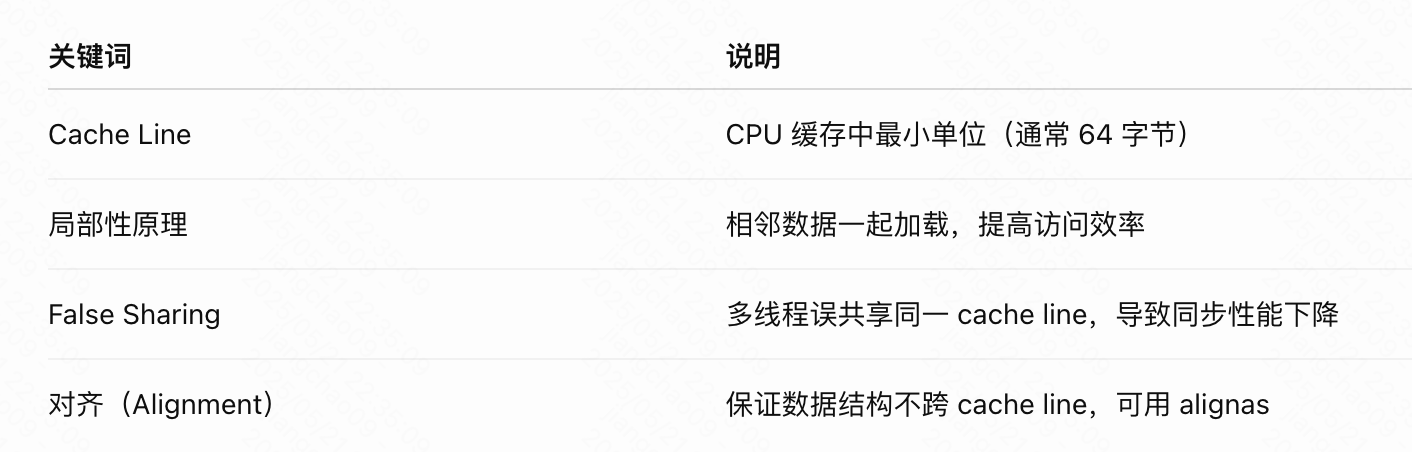 关键词 说明
Cache Line CPU 缓存中最小单位（通常 64 字节）
局部性原理 相邻数据一起加载，提高访问效率
False Sharing 多线程误共享同一 cache line，导致同步性能下降
对齐（Alignment） 保证数据结构不跨 cache line，可用 alignas